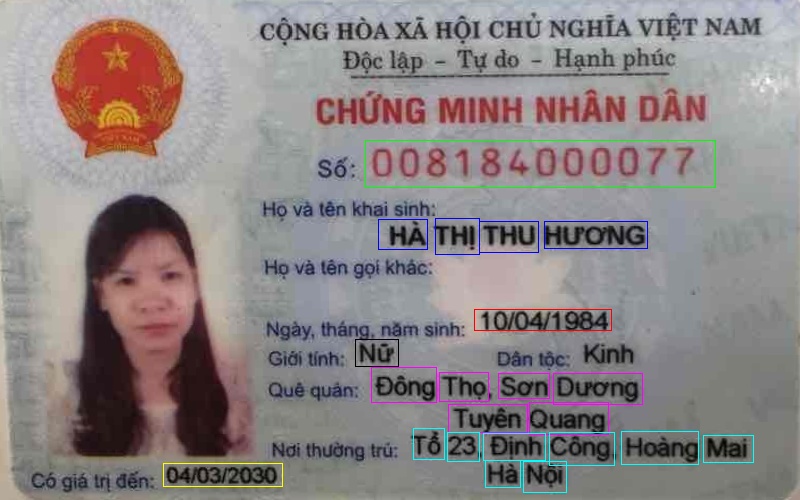 CỘNG HÒA XÃ HỘI CHỦ NGHĨA VIỆT NAM
Độc lập - Tự do - Hạnh phúc
CHỨNG MINH NHÂN DÂN
Số: 008184000077
Họ và tên khai sinh:
HÀ THỊ THU HƯƠNG
Họ và tên gọi khác:
Ngày, tháng, năm sinh: 10/04/1984
Giới tính: Nữ Dân tộc: Kinh
Quê quán: Đông Thọ, Sơn Dương
Tuyên Quang
Nơi thường trú: Tổ 23, Định Công, Hoàng Mai
Hà Nội
Có giá trị đến: 04/03/2030